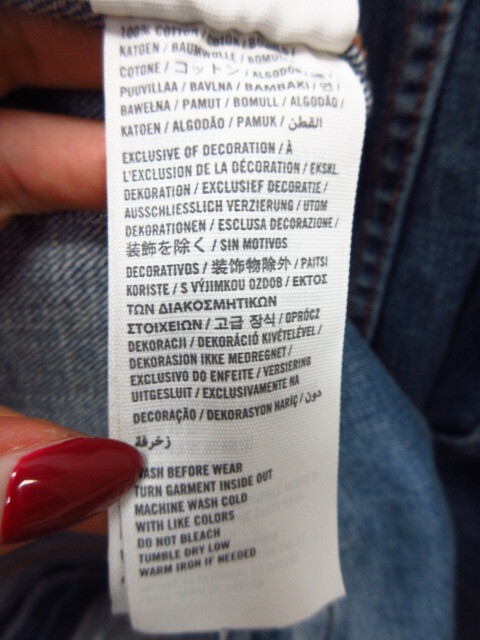 100% COTTON / COTON /
KATOEN / BAUMWOLLE / BOMULL /
COTONE / コットン / ALGODÓN /
PUUVILLAA / BAVLNA / ΒΑΜΒΑΚΙ / 면 /
BAWEŁNA / PAMUT / BOMULL / ALGODÃO /
KATOEN / ALGODÃO / PAMUK / القطن
EXCLUSIVE OF DECORATION / À
L'EXCLUSION DE LA DÉCORATION / EKSKL.
DEKORATION / EXCLUSIEF DECORATIE /
AUSSCHLIESSLICH VERZIERUNG / UTOM
DEKORATIONEN / ESCLUSA DECORAZIONE /
装飾を除く / SIN MOTIVOS
DECORATIVOS / 装饰物除外 / PAITSI
KORISTE / S VÝJIMKOU OZDOB / ΕΚΤΟΣ
ΤΩΝ ΔΙΑΚΟΣΜΗΤΙΚΩΝ
ΣΤΟΙΧΕΙΩΝ / 고급 장식 / OPRÓCZ
DEKORACJI / DEKORÁCIÓ KIVÉTELÉVEL /
DEKORASJON IKKE MEDREGNET /
EXCLUSIVO DO ENFEITE / VERSIERING
UITGESLUIT / EXCLUSIVAMENTE NA
DECORAÇÃO / DEKORASYON HARİÇ / دون
زخرفة
WASH BEFORE WEAR
TURN GARMENT INSIDE OUT
MACHINE WASH COLD
WITH LIKE COLORS
DO NOT BLEACH
TUMBLE DRY LOW
WARM IRON IF NEEDED